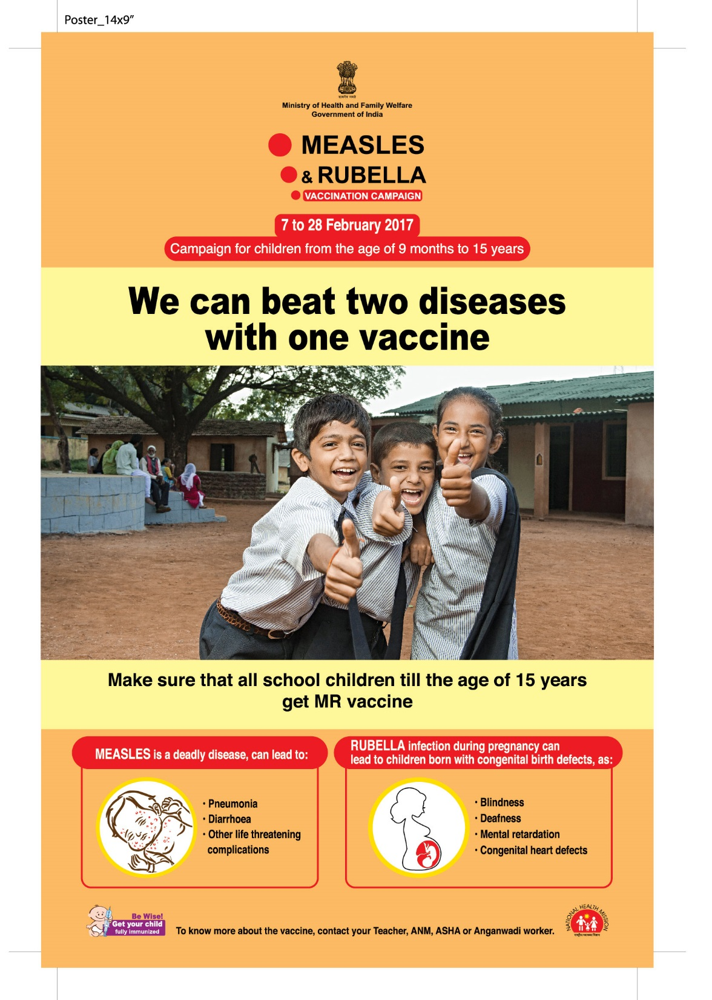 Poster_14x9”
सत्यमेव जयते
Ministry of Health and Family Welfare
Government of India
MEASLES
& RUBELLA
VACCINATION CAMPAIGN
7 to 28 February 2017
Campaign for children from the age of 9 months to 15 years
We can beat two diseases
with one vaccine
Make sure that all school children till the age of 15 years
get MR vaccine
MEASLES is a deadly disease, can lead to:
• Pneumonia
• Diarrhoea
• Other life threatening
complications
RUBELLA infection during pregnancy can
lead to children born with congenital birth defects, as:
• Blindness
• Deafness
• Mental retardation
• Congenital heart defects
Be Wise!
Get your child
fully immunized
To know more about the vaccine, contact your Teacher, ANM, ASHA or Anganwadi worker.
NATIONAL HEALTH MISSION
राष्ट्रीय स्वास्थ्य मिशन